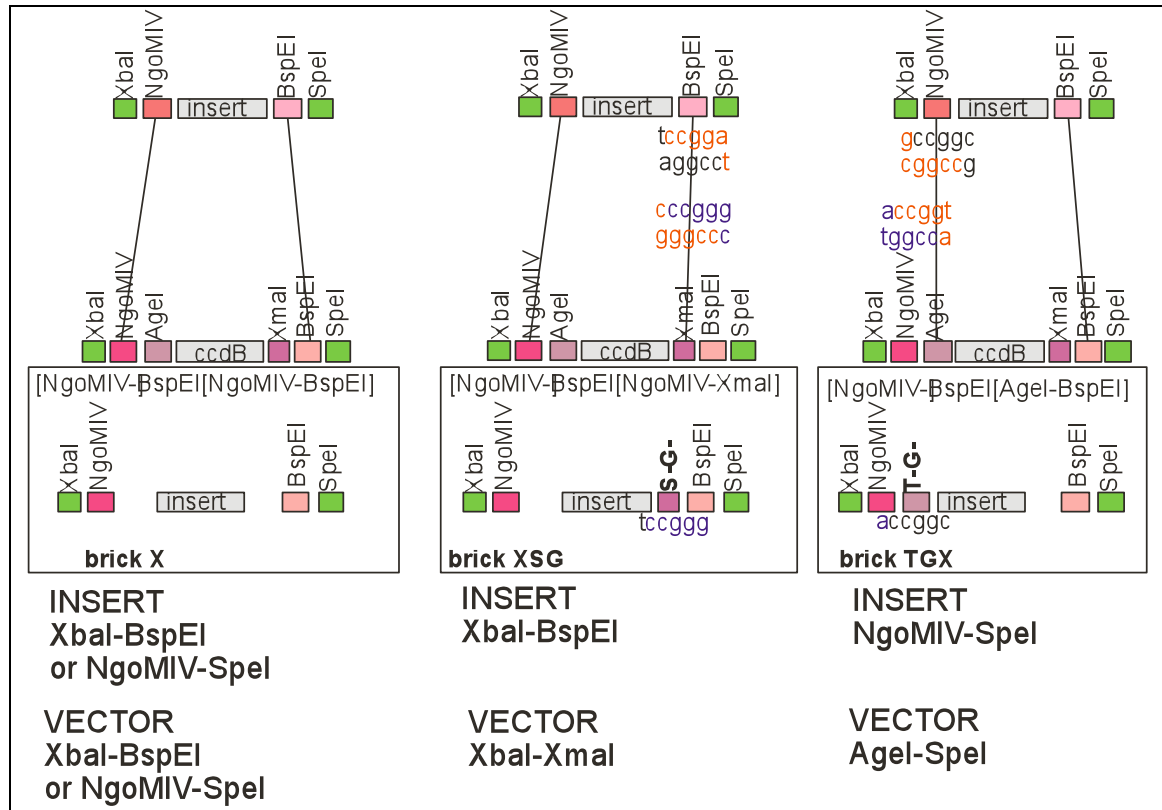 XbaI
NgoMIV
BspEI
SpeI
insert
XbaI
NgoMIV
AgeI
XmaI
BspEI
SpeI
ccdB
[NgoMIV-[BspEI[NgoMIV-BspEI]
XbaI
NgoMIV
BspEI
SpeI
insert
brick X
INSERT
XbaI-BspEI
or NgoMIV-SpeI
VECTOR
XbaI-BspEI
or NgoMIV-SpeI
XbaI
NgoMIV
BspEI
SpeI
insert
tccgga
aggcct
cccggg
gggccc
XbaI
NgoMIV
AgeI
XmaI
BspEI
SpeI
ccdB
[NgoMIV-[BspEI[NgoMIV-XmaI]
XbaI
NgoMIV
S-G-
BspEI
SpeI
insert
tccggg
brick XSG
INSERT
XbaI-BspEI
VECTOR
XbaI-XmaI
XbaI
NgoMIV
BspEI
SpeI
insert
gccggc
cggccg
accggt
tggcca
XbaI
NgoMIV
AgeI
XmaI
BspEI
SpeI
ccdB
[NgoMIV-[BspEI[AgeI-BspEI]
XbaI
NgoMIV
T-G-
BspEI
SpeI
insert
accggc
brick TGX
INSERT
NgoMIV-SpeI
VECTOR
AgeI-SpeI